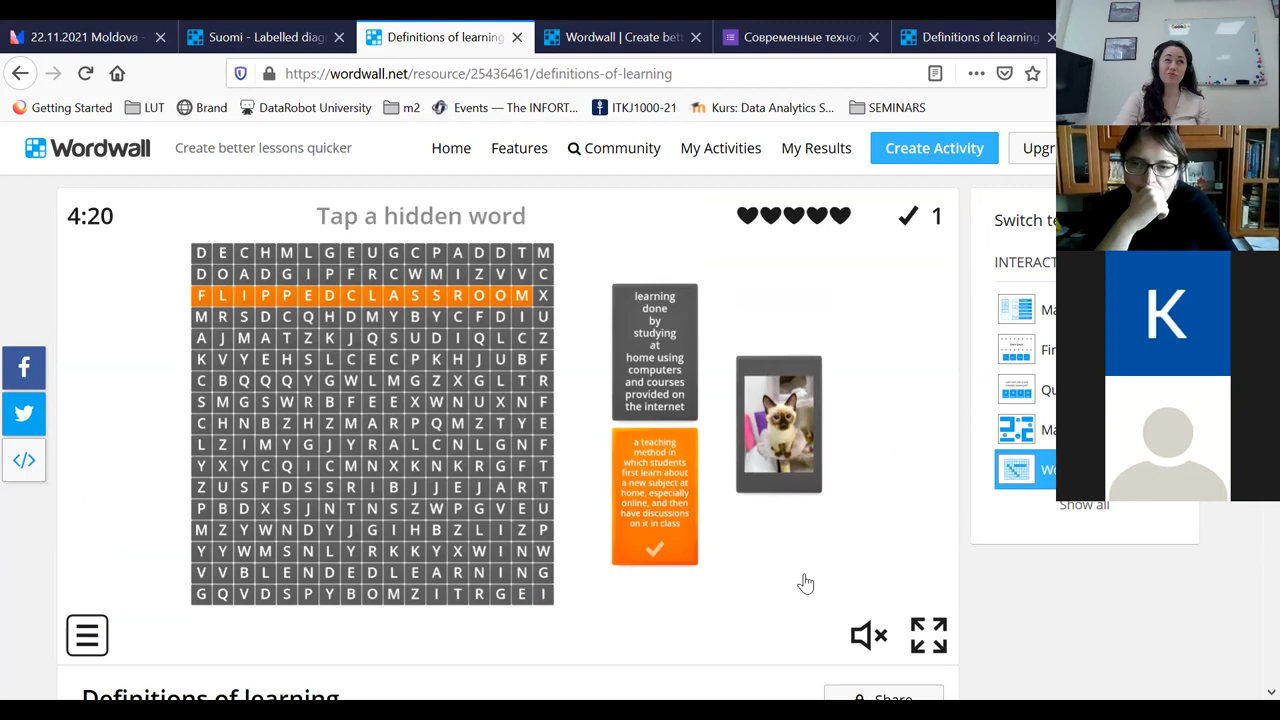 22.11.2021 Moldova -
Suomi - Labelled diag
Definitions of learning
Wordwall | Create bett
Современные технол
Definitions of learning
https://wordwall.net/resource/25436461/definitions-of-learning
Getting Started
LUT
Brand
DataRobot University
m2
Events — The INFORT...
ITKJ1000-21
Kurs: Data Analytics S...
SEMINARS
Wordwall
Create better lessons quicker
Home
Features
Community
My Activities
My Results
Create Activity
Upgr
4:20
Tap a hidden word
1
D E C H M L G E U G C P A D D T M
D O A D G I P F R C W M I Z V V C
F L I P P E D C L A S S R O O M X
M R S D C Q H D M Y B Y C F D I U
A J M A T Z K J Q S U D I Q L C Z
K V Y E H S L C E C P K H J U B F
C B Q Q Q Y G W L M G Z X G L T R
S M G S W R B F E E X W N U X N F
C H N B Z H Z M A R P Q M Z T Y E
L Z I M Y G J Y R A L C N L G N F
Y X Y C Q I C M N X K N K R G F T
Z U S F D S S R I B J J E J A R T
P B D X S J N T N S Z W P G V E U
M Z Y W N D Y J G I H B Z L I Z P
Y Y W M S N L Y R K K Y X W I N W
V V B L E N D E D L E A R N I N G
G Q V D S P Y B O M Z I T R G E I
learning
done
by
studying
at
home using
computers
and courses
provided on
the internet
a teaching
method in
which students
first learn about
a new subject at
home, especially
online, and then
have discussions
on it in class
Switch te
INTERAC
Ma
Fin
Qu
Ma
Wo
Show all
K
Definitions of learning
Share